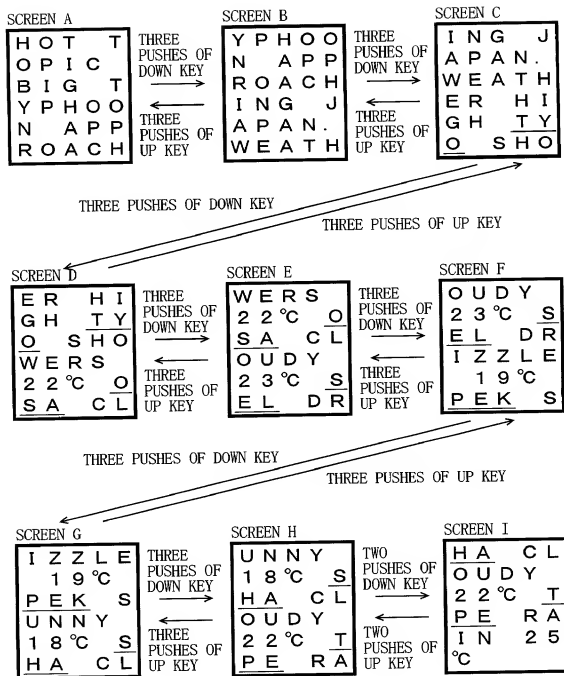 SCREEN A
HOT T
OPIC
BIG T
YPHOO
N APP
ROACH
THREE
PUSHES OF
DOWN KEY
THREE
PUSHES OF
UP KEY
SCREEN B
YPHOO
N APP
ROACH
ING J
APAN.
WEATH
THREE
PUSHES OF
DOWN KEY
THREE
PUSHES OF
UP KEY
SCREEN C
ING J
APAN.
WEATH
ER HI
GH TY
O SHO
THREE PUSHES OF DOWN KEY
THREE PUSHES OF UP KEY
SCREEN D
ER HI
GH TY
O SHO
WERS
22℃ O
SA CL
THREE
PUSHES OF
DOWN KEY
THREE
PUSHES OF
UP KEY
SCREEN E
WERS
22℃ O
SA CL
OUDY
23℃ S
EL DR
THREE
PUSHES OF
DOWN KEY
THREE
PUSHES OF
UP KEY
SCREEN F
OUDY
23℃ S
EL DR
IZZLE
19℃
PEK S
THREE PUSHES OF DOWN KEY
THREE PUSHES OF UP KEY
SCREEN G
IZZLE
19℃
PEK S
UNNY
18℃ S
HA CL
THREE
PUSHES OF
DOWN KEY
THREE
PUSHES OF
UP KEY
SCREEN H
UNNY
18℃ S
HA CL
OUDY
22℃ T
PE RA
TWO
PUSHES OF
DOWN KEY
TWO
PUSHES OF
UP KEY
SCREEN I
HA CL
OUDY
22℃ T
PE RA
IN 25
℃